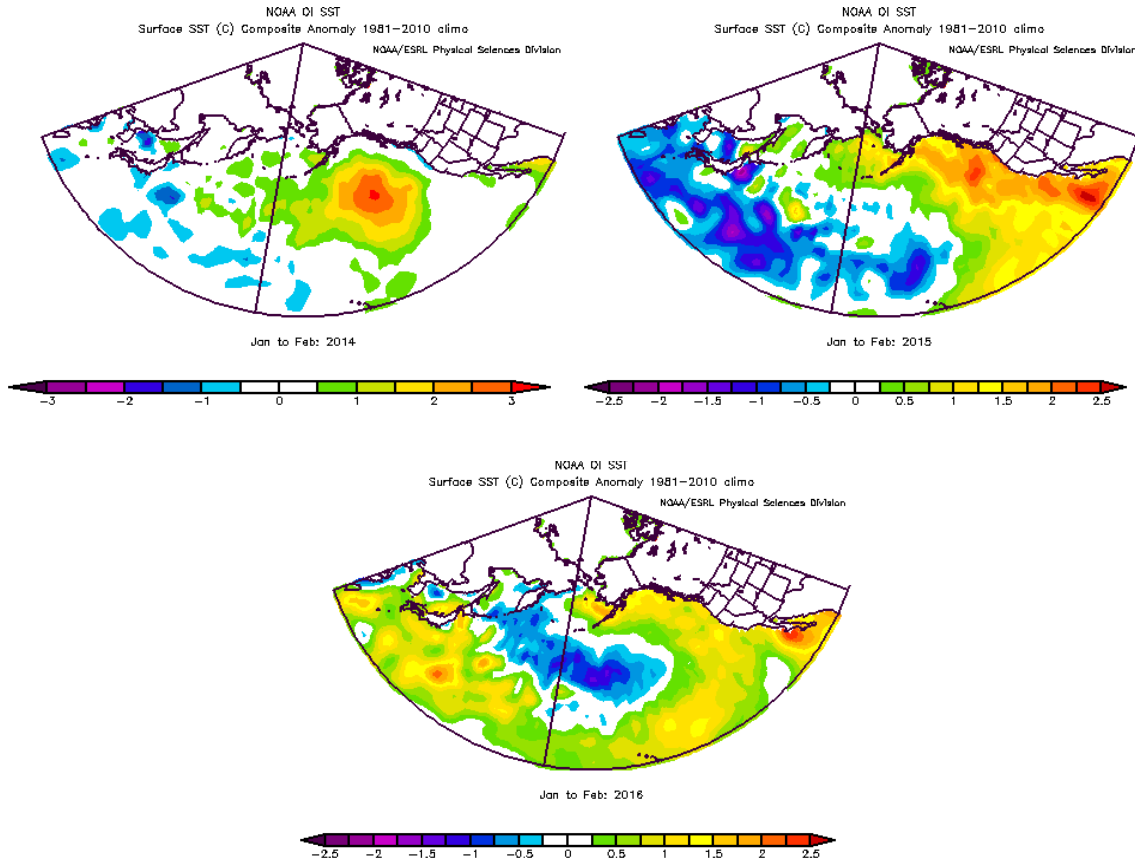 NOAA OI SST
Surface SST (C) Composite Anomaly 1981-2010 climo
NOAA/ESRL Physical Sciences Division
Jan to Feb: 2014
-3 -2 -1 0 1 2 3
NOAA OI SST
Surface SST (C) Composite Anomaly 1981-2010 climo
NOAA/ESRL Physical Sciences Division
Jan to Feb: 2015
-2.5 -2 -1.5 -1 -0.5 0 0.5 1 1.5 2 2.5
NOAA OI SST
Surface SST (C) Composite Anomaly 1981-2010 climo
NOAA/ESRL Physical Sciences Division
Jan to Feb: 2016
-2.5 -2 -1.5 -1 -0.5 0 0.5 1 1.5 2 2.5